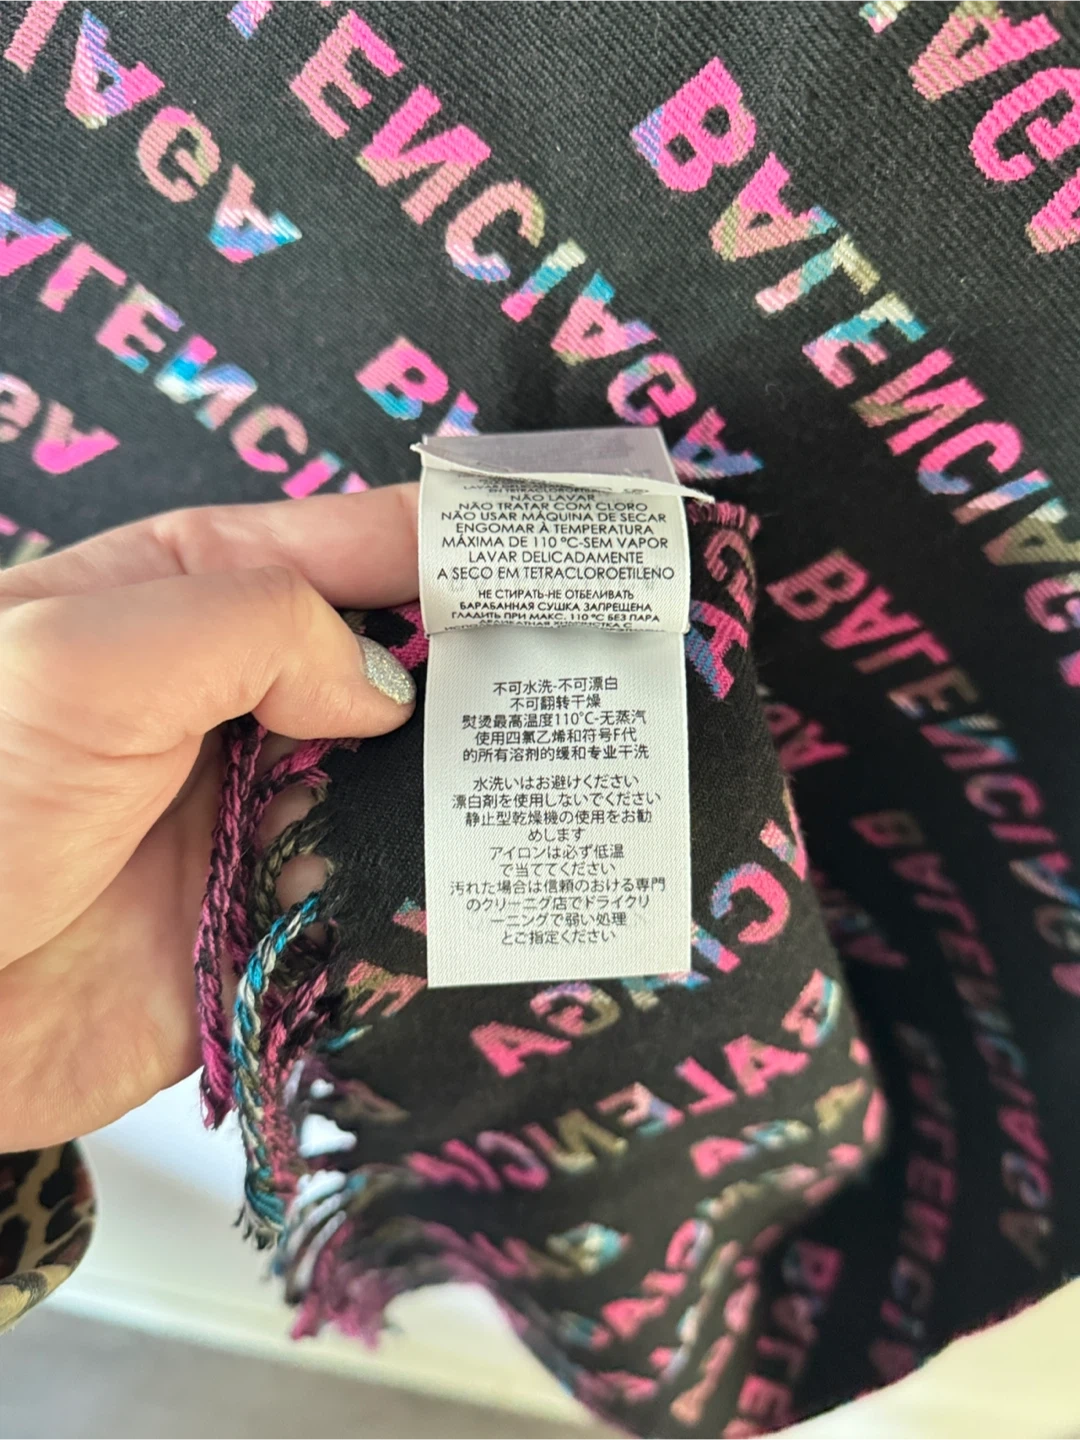 BALENCIAGA
BALENCIAGA
BALENCIAGA
EN TETRACLOROETILENO
NÃO LAVAR
NÃO TRATAR COM CLORO
NÃO USAR MÁQUINA DE SECAR
ENGOMAR À TEMPERATURA
MÁXIMA DE 110 ºC-SEM VAPOR
LAVAR DELICADAMENTE
A SECO EM TETRACLOROETILENO
НЕ СТИРАТЬ-НЕ ОТБЕЛИВАТЬ
БАРАБАННАЯ СУШКА ЗАПРЕЩЕНА
ГЛАДИТЬ ПРИ МАКС. 110 ºC БЕЗ ПАРА
不可水洗-不可漂白
不可翻转干燥
熨烫最高温度110°C-无蒸汽
使用四氯乙烯和符号F代
的所有溶剂的缓和专业干洗
水洗いはお避けください
漂白剤を使用しないでください
静止型乾燥機の使用をお勧
めします
アイロンは必ず低温
で当ててください
汚れた場合は信頼のおける専門
のクリーニング店でドライクリ
ーニングで弱い処理
とご指定ください
BALENCIAGA
BALENCIAGA